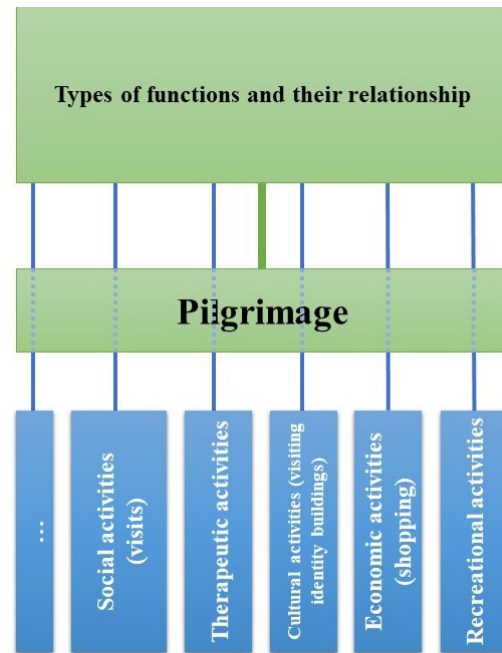 Types of functions and their relationship
Pilgrimage
...
Social activities
(visits)
Therapeutic activities
Cultural activities (visiting
identity buildings)
Economic activities
(shopping)
Recreational activities